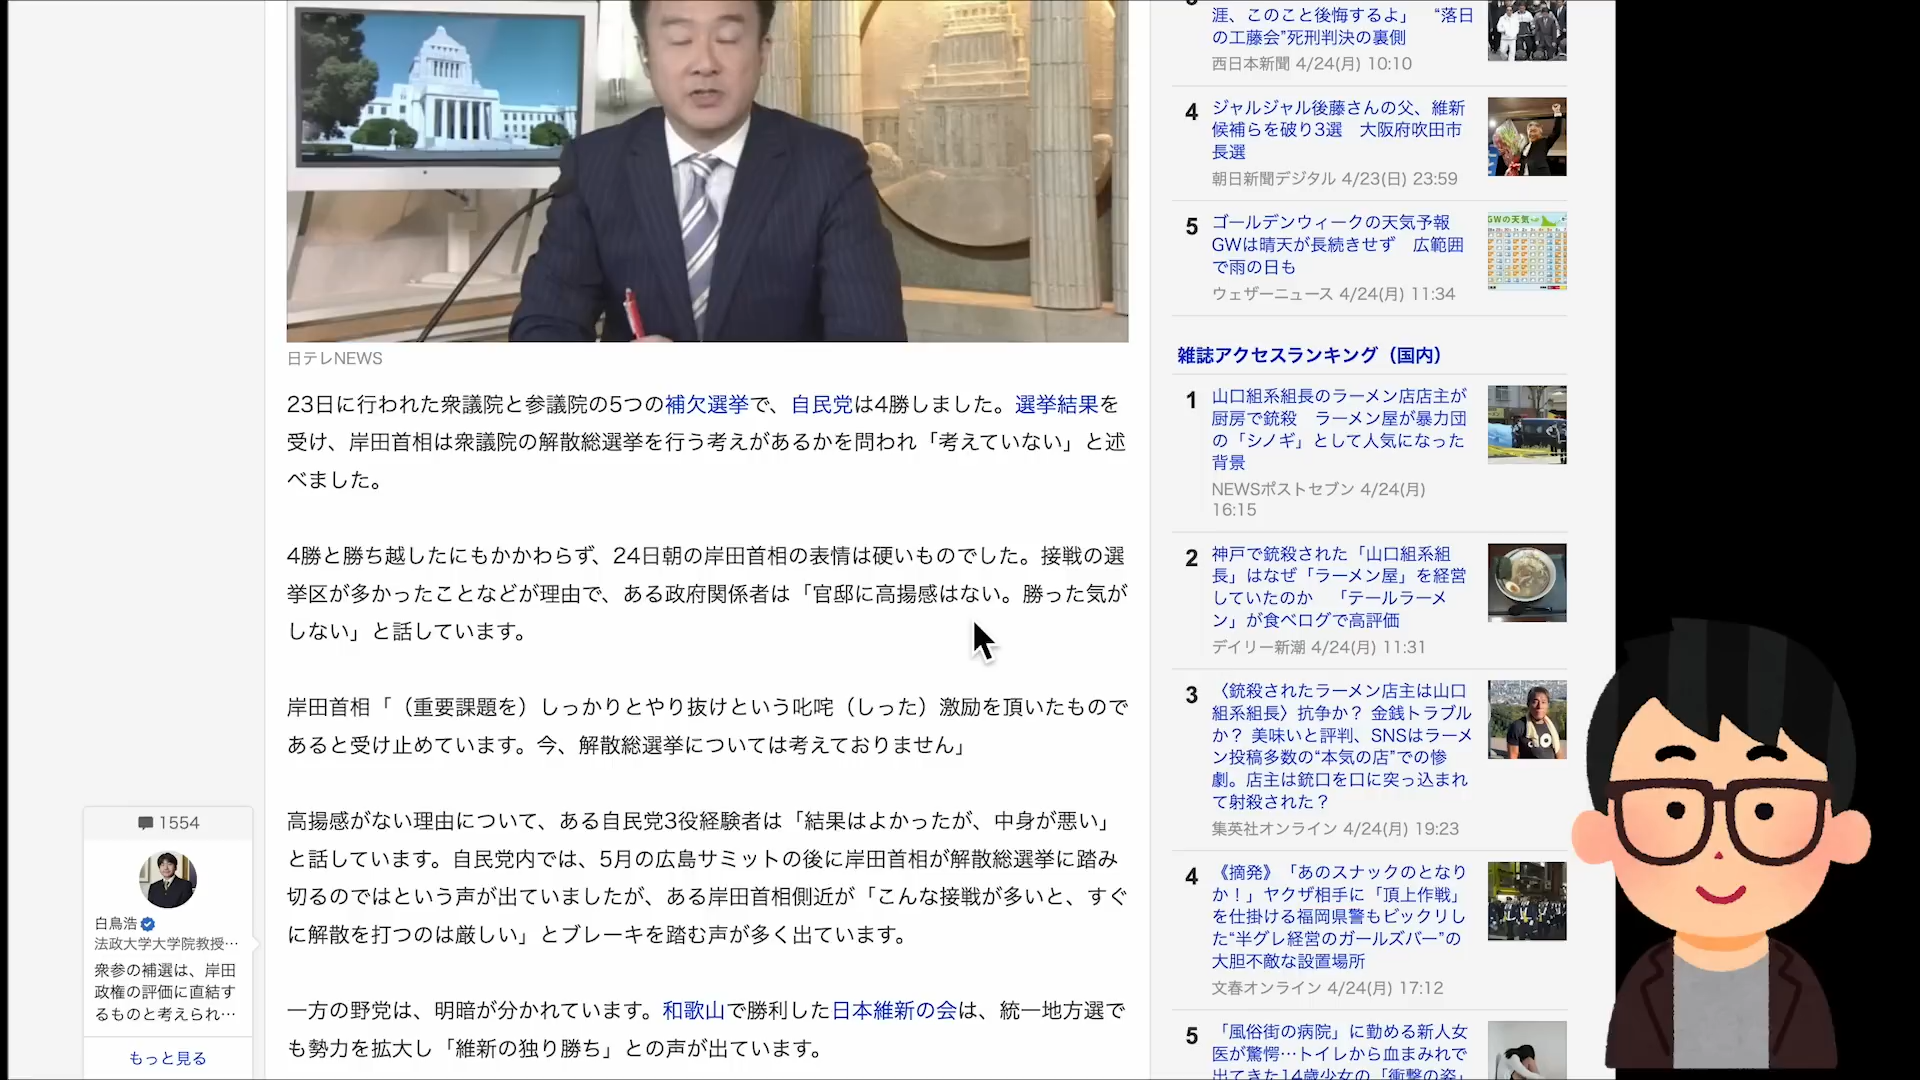 日テレNEWS
23日に行われた衆議院と参議院の5つの補欠選挙で、自民党は4勝しました。選挙結果を
受け、岸田首相は衆議院の解散総選挙を行う考えがあるかを問われ「考えていない」と述
べました。
4勝と勝ち越したにもかかわらず、24日朝の岸田首相の表情は硬いものでした。接戦の選
挙区が多かったことなどが理由で、ある政府関係者は「官邸に高揚感はない。勝った気が
しない」と話しています。
岸田首相「（重要課題を）しっかりとやり抜けという叱咤（しった）激励を頂いたもので
あると受け止めています。今、解散総選挙については考えておりません」
高揚感がない理由について、ある自民党3役経験者は「結果はよかったが、中身が悪い」
と話しています。自民党内では、5月の広島サミットの後に岸田首相が解散総選挙に踏み
切るのではという声が出ていましたが、ある岸田首相側近が「こんな接戦が多いと、すぐ
に解散を打つのは厳しい」とブレーキを踏む声が多く出ています。
一方の野党は、明暗が分かれています。和歌山で勝利した日本維新の会は、統一地方選で
も勢力を拡大し「維新の独り勝ち」との声が出ています。
1554
白鳥浩
法政大学大学院教授…
衆参の補選は、岸田
政権の評価に直結す
るものと考えられ…
もっと見る
涯、このこと後悔するよ」 “落日
の工藤会”死刑判決の裏側
西日本新聞 4/24(月) 10:10
4
ジャルジャル後藤さんの父、維新
候補らを破り3選 大阪府吹田市
長選
朝日新聞デジタル 4/23(日) 23:59
5
ゴールデンウィークの天気予報
GWは晴天が長続きせず 広範囲
で雨の日も
ウェザーニュース 4/24(月) 11:34
GWの天気
雑誌アクセスランキング（国内）
1
山口組系組長のラーメン店店主が
厨房で銃殺 ラーメン屋が暴力団
の「シノギ」として人気になった
背景
NEWSポストセブン 4/24(月)
16:15
2
神戸で銃殺された「山口組系組
長」はなぜ「ラーメン屋」を経営
していたのか 「テールラーメ
ン」が食べログで高評価
デイリー新潮 4/24(月) 11:31
3
〈銃殺されたラーメン店主は山口
組系組長〉抗争か？ 金銭トラブル
か？ 美味いと評判、SNSはラーメ
ン投稿多数の“本気の店”での惨
劇。店主は銃口を口に突っ込まれ
て射殺された？
集英社オンライン 4/24(月) 19:23
4
《摘発》「あのスナックのとなり
か！」ヤクザ相手に「頂上作戦」
を仕掛ける福岡県警もビックリし
た“半グレ経営のガールズバー”の
大胆不敵な設置場所
文春オンライン 4/24(月) 17:12
5
「風俗街の病院」に勤める新人女
医が驚愕…トイレから血まみれで
出てきた14歳少女の「衝撃の姿」